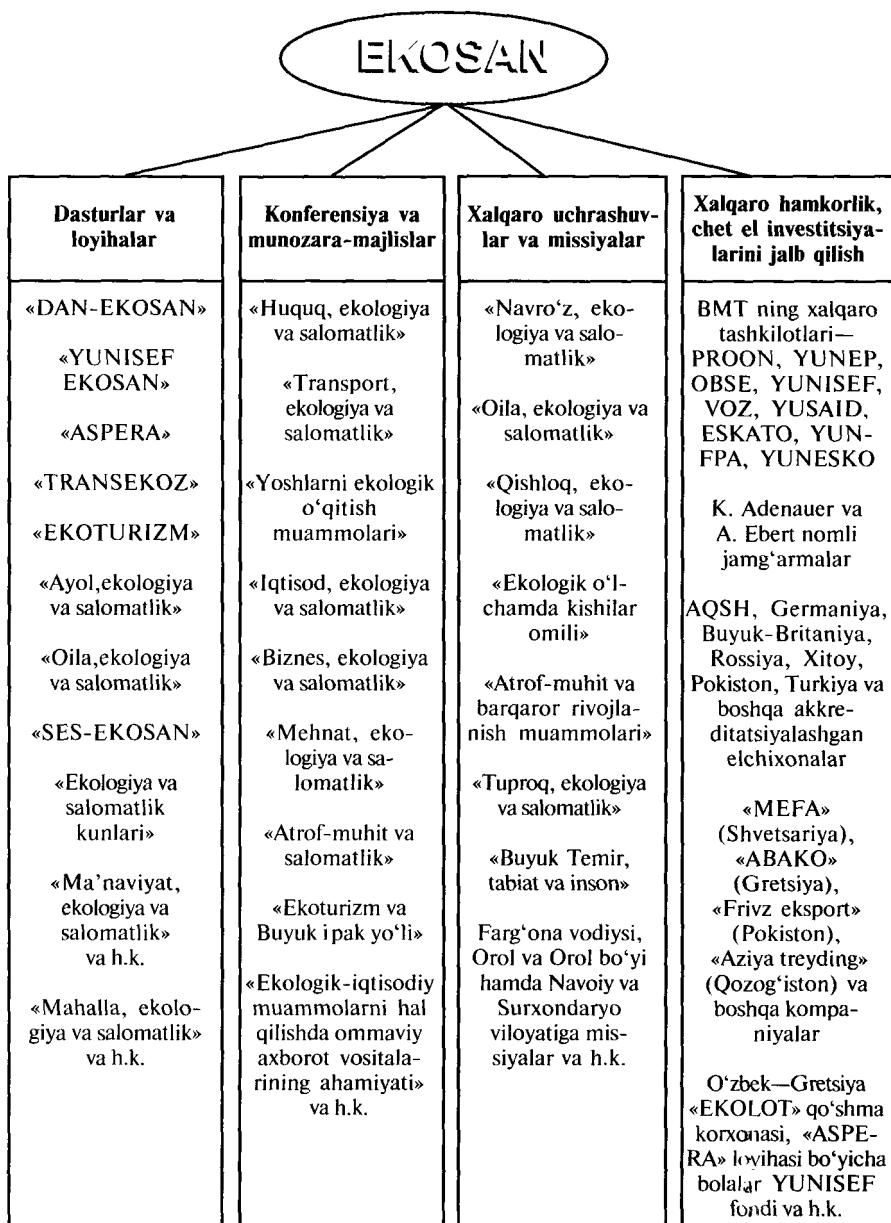 EKOSAN
Dasturlar va
loyihalar
«DAN-EKOSAN»
«YUNISEF
EKOSAN»
«ASPERA»
«TRANSEKOZ»
«EKOTURIZM»
«Ayol,ekologiya
va salomatlik»
«Oila,ekologiya
va salomatlik»
«SES-EKOSAN»
«Ekologiya va
salomatlik
kunlari»
«Ma’naviyat,
ekologiya va
salomatlik»
va h.k.
«Mahalla, ekolo-
giya va salomatlik»
va h.k.
Konferensiya va
munozara-majlislar
«Huquq, ekologiya
va salomatlik»
«Transport,
ekologiya va
salomatlik»
«Yoshlarni ekologik
o‘qitish
muammolari»
«Iqtisod, ekologiya
va salomatlik»
«Biznes, ekologiya
va salomatlik»
«Mehnat, eko-
logiya va sa-
lomatlik»
«Atrof-muhit va
salomatlik»
«Ekoturizm va
Buyuk ipak yo‘li»
«Ekologik-iqtisodiy
muammolarni hal
qilishda ommaviy
axborot vositala-
rining ahamiyati»
va h.k.
Xalqaro uchrashuv-
lar va missiyalar
«Navro‘z, eko-
logiya va salo-
matlik»
«Oila, ekologiya va
salomatlik»
«Qishloq, eko-
logiya va salo-
matlik»
«Ekologik o‘l-
chamda kishilar
omili»
«Atrof-muhit va
barqaror rivojla-
nish muammolari»
«Tuproq, ekologiya
va salomatlik»
«Buyuk Temir,
tabiat va inson»
Farg‘ona vodiysi,
Orol va Orol bo‘yi
hamda Navoiy va
Surxondaryo
viloyatiga mis-
siyalar va h.k.
Xalqaro hamkorlik,
chet el investitsiya-
larini jalb qilish
BMT ning xalqaro
tashkilotlari—
PROON, YUNEP,
OBSE, YUNISEF,
VOZ, YUSAID,
ESKATO, YUN-
FPA, YUNESKO
K. Adenauer va
A. Ebert nomli
jamg‘armalar
AQSH, Germaniya,
Buyuk-Britaniya,
Rossiya, Xitoy,
Pokiston, Turkiya va
boshqa akkre-
ditatsiyalashgan
elchixonalar
«MEFA»
(Shvetsariya),
«ABAKO»
(Gretsiya),
«Frivz eksport»
(Pokiston),
«Aziya treyding»
(Qozog‘iston) va
boshqa kompa-
niyalar
O‘zbek—Gretsiya
«EKOLOT» qo‘shma
korxonasi, «ASPE-
RA» loyihasi bo‘yicha
bolalar YUNISEF
fondi va h.k.